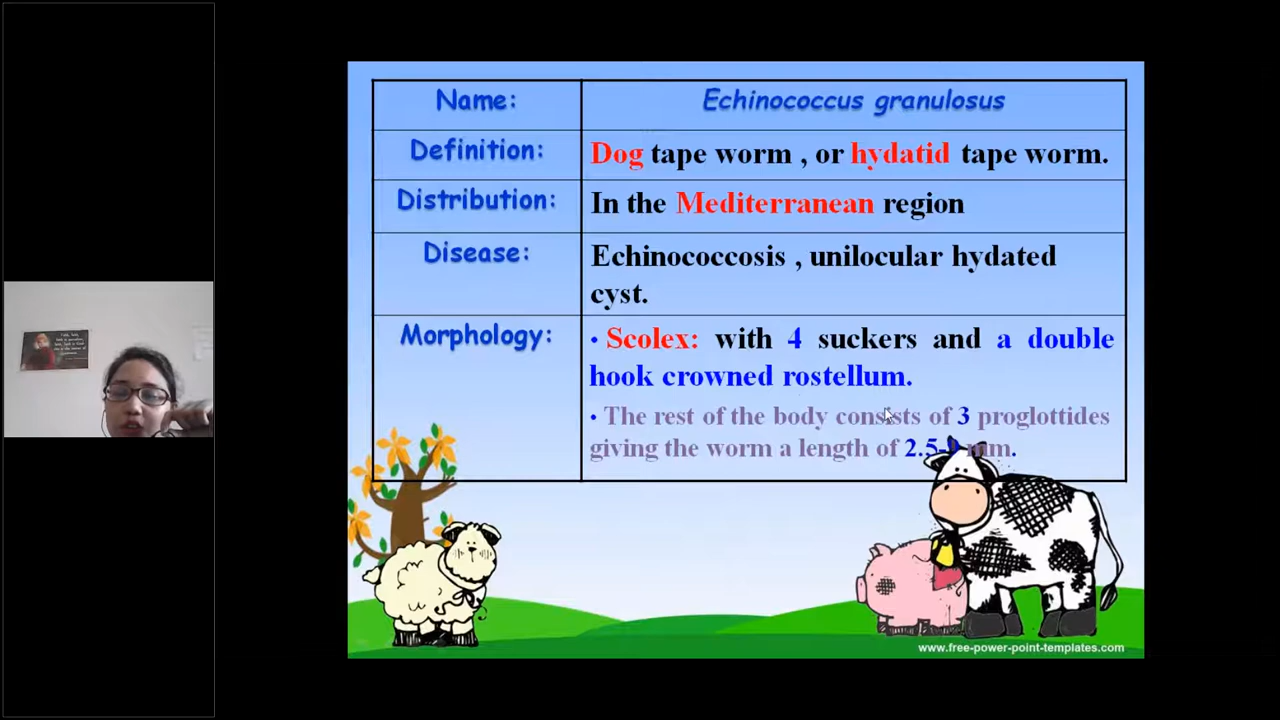 Name:
Echinococcus granulosus
Definition:
Dog tape worm , or hydatid tape worm.
Distribution:
In the Mediterranean region
Disease:
Echinococcosis , unilocular hydated
cyst.
Morphology:
• Scolex: with 4 suckers and a double
hook crowned rostellum.
• The rest of the body consists of 3 proglottides
giving the worm a length of 2.5-9 mm.
www.free-power-point-templates.com